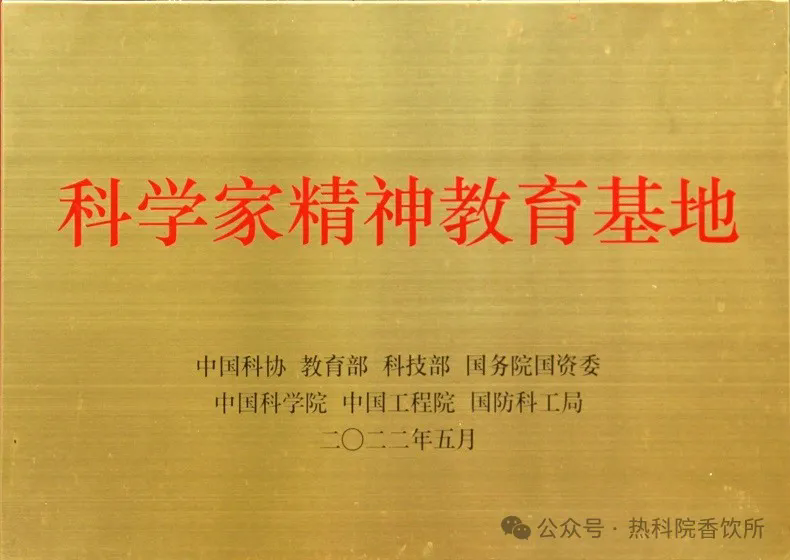 科学家精神教育基地
中国科协 教育部 科技部 国务院国资委
中国科学院 中国工程院 国防科工局
二〇二二年五月
公众号·热科院香饮所